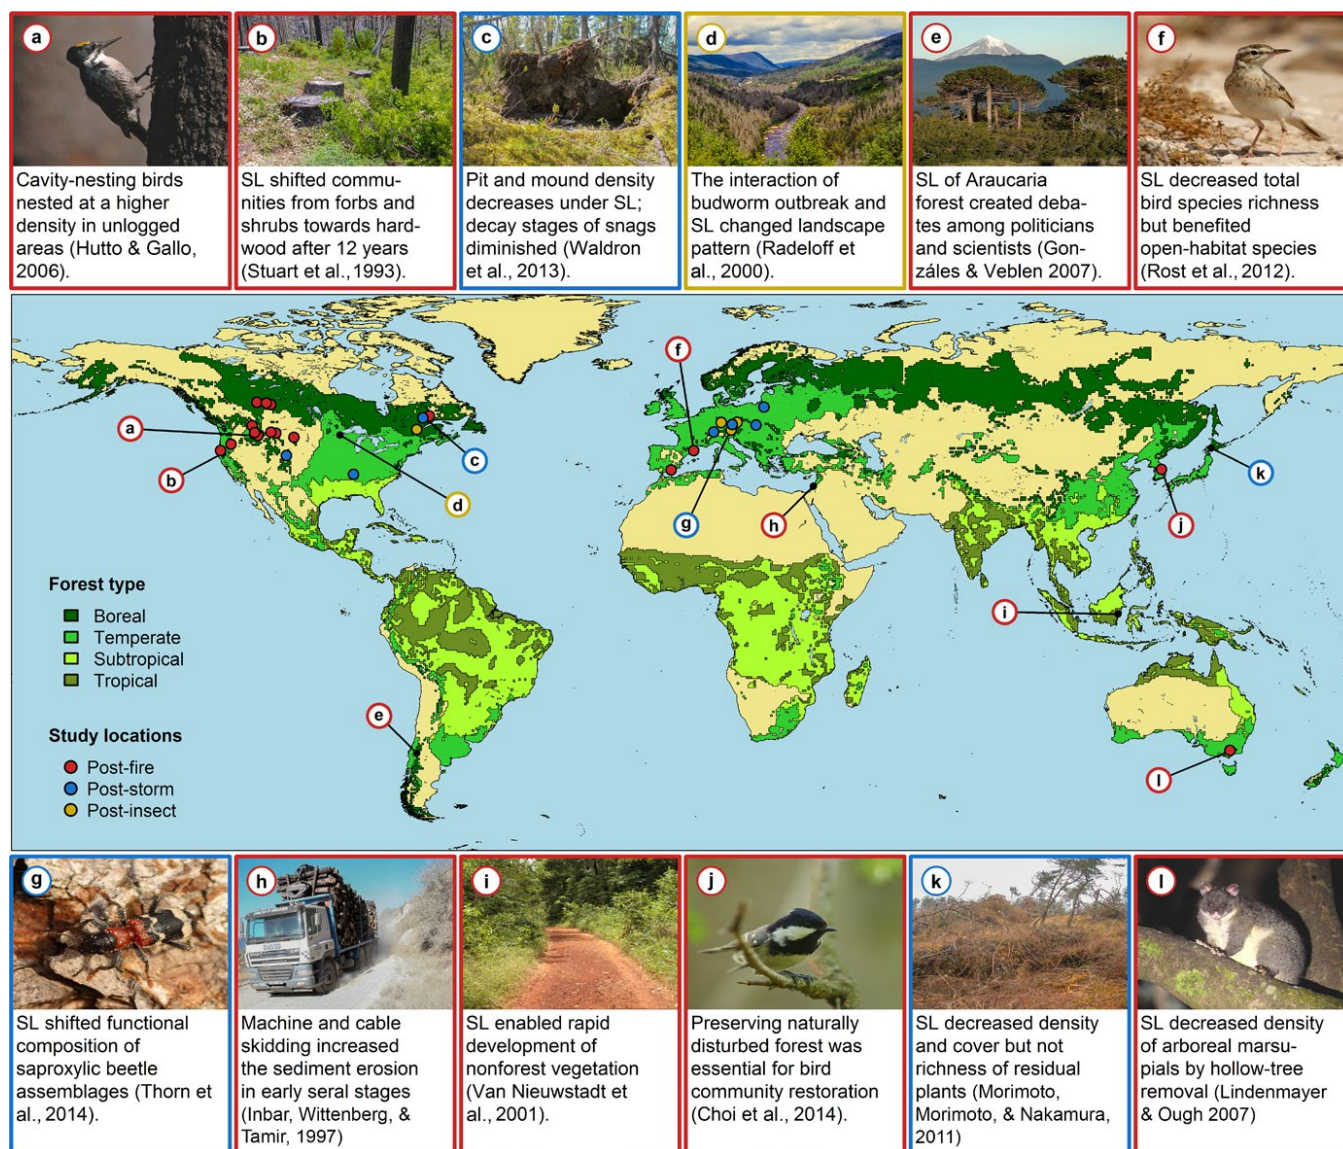 a
Cavity-nesting birds
nested at a higher
density in unlogged
areas (Hutto & Gallo,
2006).
b
SL shifted commu-
nities from forbs and
shrubs towards hard-
wood after 12 years
(Stuart et al., 1993).
c
Pit and mound density
decreases under SL;
decay stages of snags
diminished (Waldron
et al., 2013).
d
The interaction of
budworm outbreak and
SL changed landscape
pattern (Radeloff et
al., 2000).
e
SL of Araucaria
forest created deba-
tes among politicians
and scientists (Gon-
záles & Veblen 2007).
f
SL decreased total
bird species richness
but benefited
open-habitat species
(Rost et al., 2012).
f
a
b
c
d
g
h
k
j
i
e
l
Forest type
Boreal
Temperate
Subtropical
Tropical
Study locations
Post-fire
Post-storm
Post-insect
g
SL shifted functional
composition of
saproxylic beetle
assemblages (Thorn et
al., 2014).
h
Machine and cable
skidding increased
the sediment erosion
in early seral stages
(Inbar, Wittenberg, &
Tamir, 1997)
i
SL enabled rapid
development of
nonforest vegetation
(Van Nieuwstadt et
al., 2001).
j
Preserving naturally
disturbed forest was
essential for bird
community restoration
(Choi et al., 2014).
k
SL decreased density
and cover but not
richness of residual
plants (Morimoto,
Morimoto, & Nakamura,
2011)
l
SL decreased density
of arboreal marsu-
pials by hollow-tree
removal (Lindenmayer
& Ough 2007)